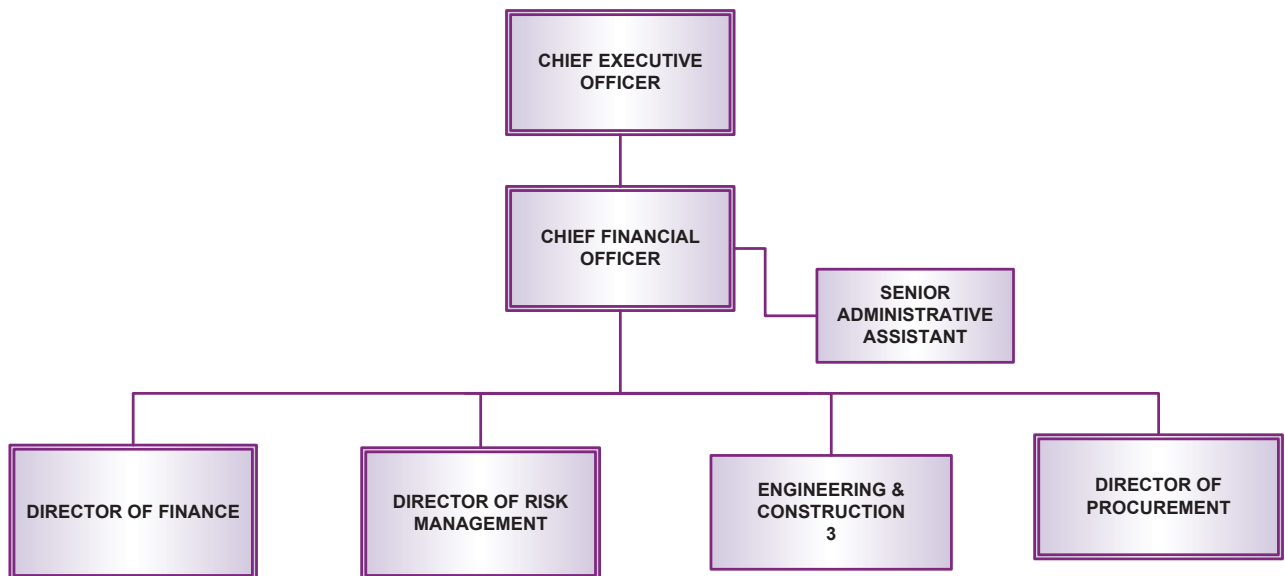 CHIEF EXECUTIVE
OFFICER
CHIEF FINANCIAL
OFFICER
SENIOR
ADMINISTRATIVE
ASSISTANT
DIRECTOR OF FINANCE
DIRECTOR OF RISK
MANAGEMENT
ENGINEERING &
CONSTRUCTION
3
DIRECTOR OF
PROCUREMENT